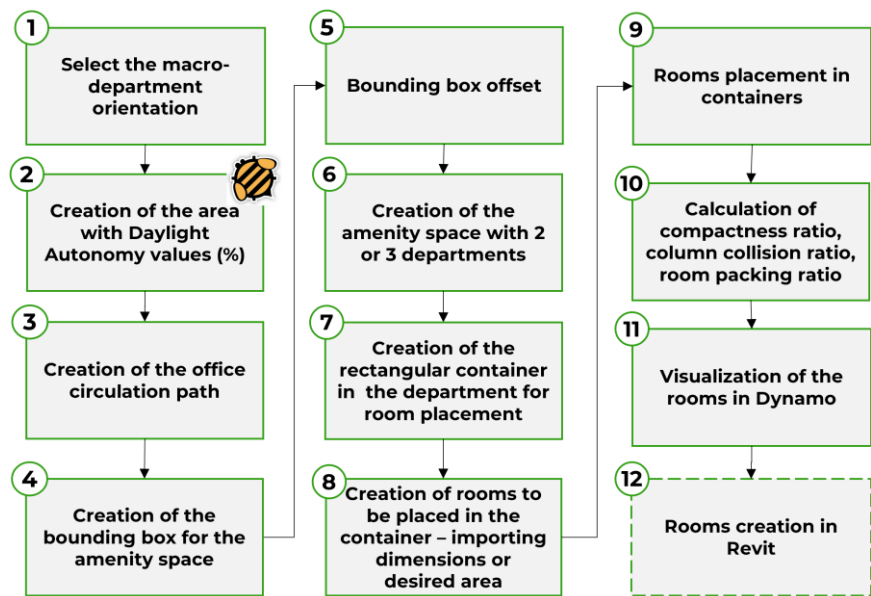 1
Select the macro-
department
orientation
2
Creation of the area
with Daylight
Autonomy values (%)
3
Creation of the office
circulation path
4
Creation of the
bounding box for the
amenity space
5
Bounding box offset
6
Creation of the
amenity space with 2
or 3 departments
7
Creation of the
rectangular container
in the department for
room placement
8
Creation of rooms to
be placed in the
container – importing
dimensions or
desired area
9
Rooms placement in
containers
10
Calculation of
compactness ratio,
column collision ratio,
room packing ratio
11
Visualization of the
rooms in Dynamo
12
Rooms creation in
Revit